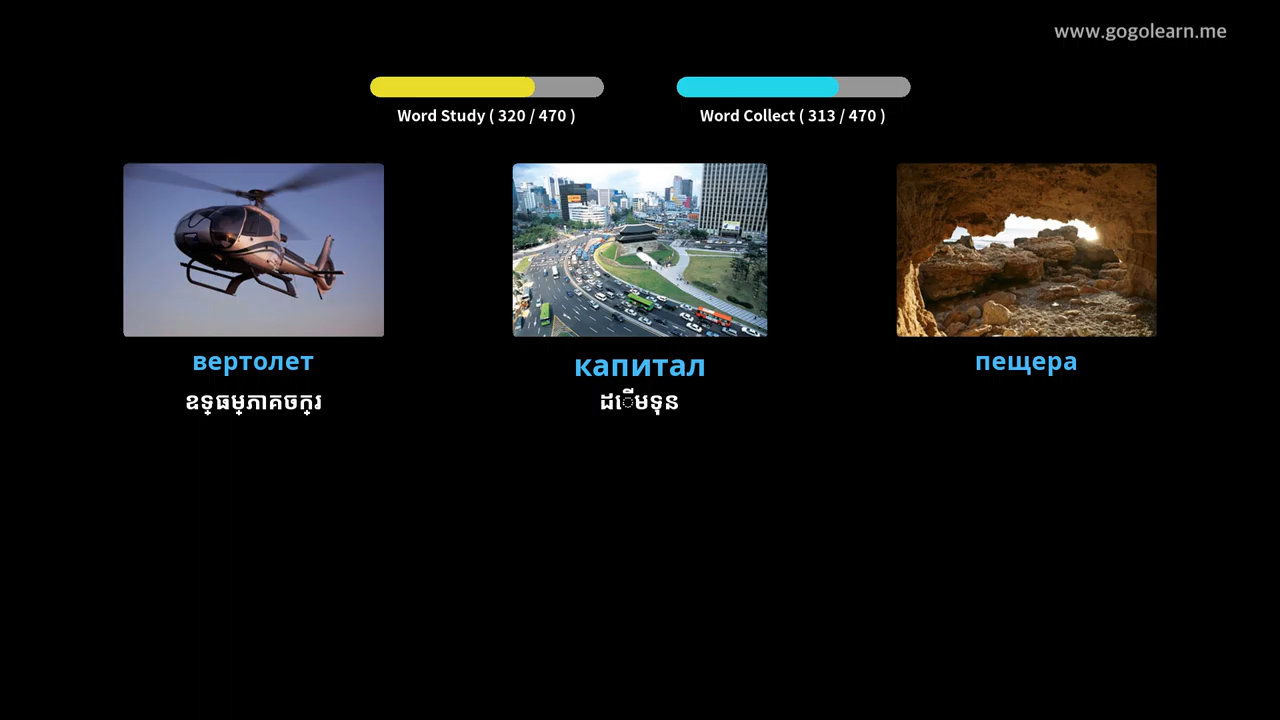 www.gogolearn.me
Word Study ( 320 / 470 )
Word Collect ( 313 / 470 )
вертолет
капитал
пещера
ឧទ្ធម្ភាគចក្រ
ដើមទុន